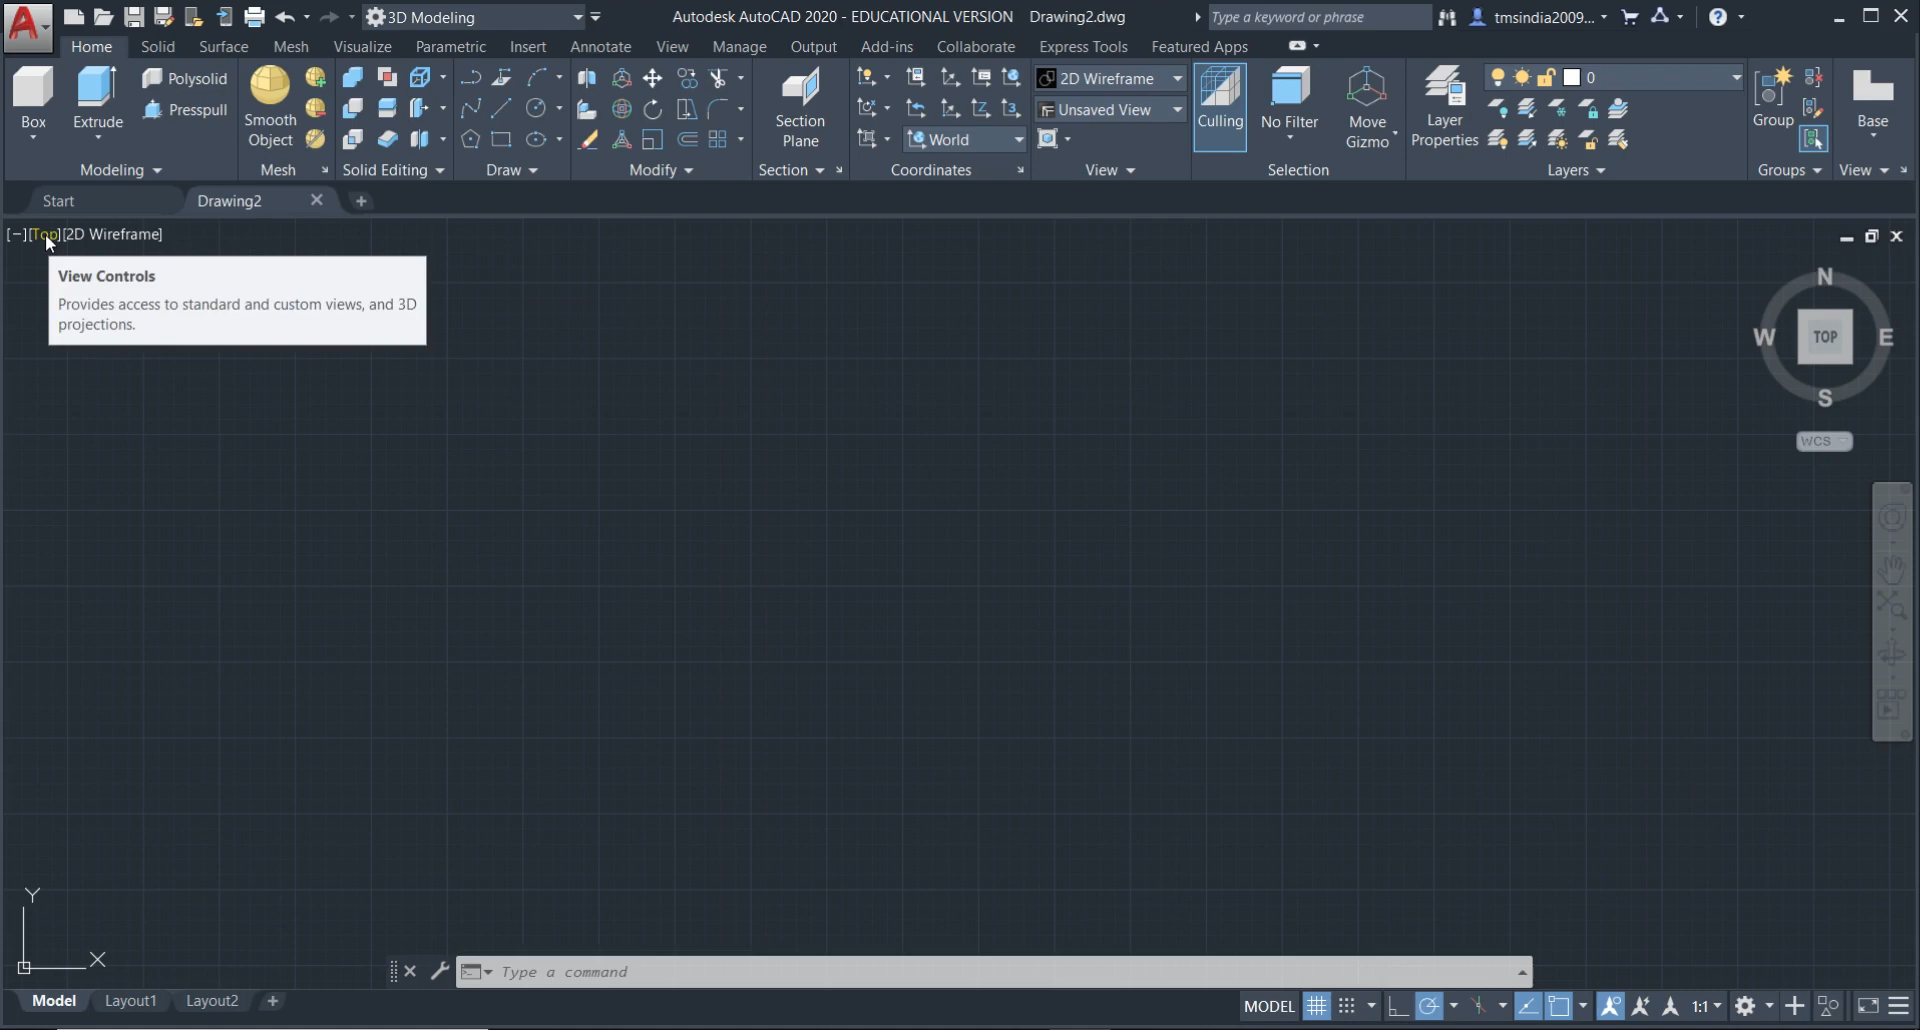 3D Modeling
Autodesk AutoCAD 2020 - EDUCATIONAL VERSION Drawing2.dwg
Type a keyword or phrase
tmsindia2009...
Home Solid Surface Mesh Visualize Parametric Insert Annotate View Manage Output Add-ins Collaborate Express Tools Featured Apps
Box
Extrude
Polysolid
Presspull
Modeling
Smooth
Object
Mesh
Solid Editing
Draw
Modify
Section
Plane
Section
World
Coordinates
2D Wireframe
Unsaved View
View
Culling
No Filter
Move
Gizmo
Selection
Layer
Properties
0
Layers
Group
Groups
Base
View
Start
Drawing2
[−][Top][2D Wireframe]
View Controls
Provides access to standard and custom views, and 3D
projections.
N
W TOP E
S
WCS
Y
X
Type a command
Model Layout1 Layout2
MODEL
1:1